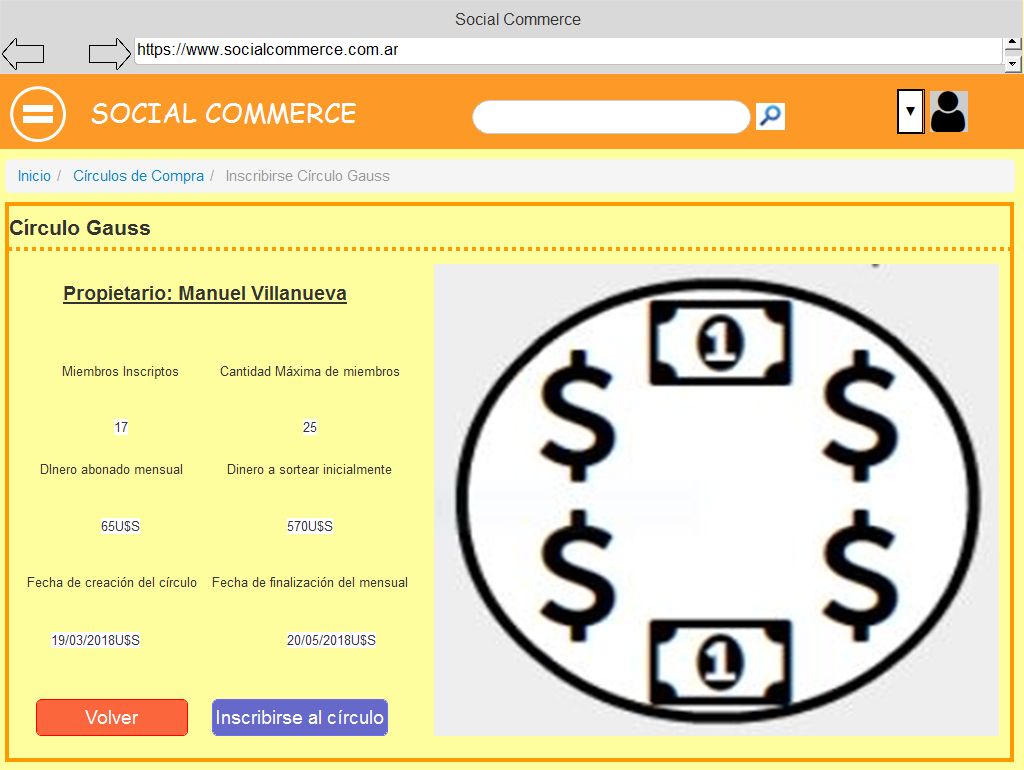 Social Commerce
https://www.socialcommerce.com.ar
SOCIAL COMMERCE
Inicio / Círculos de Compra / Inscribirse Círculo Gauss
Círculo Gauss
Propietario: Manuel Villanueva
Miembros Inscriptos Cantidad Máxima de miembros
17 25
DInero abonado mensual Dinero a sortear inicialmente
65U$S 570U$S
Fecha de creación del círculo Fecha de finalización del mensual
19/03/2018U$S 20/05/2018U$S
Volver Inscribirse al círculo
1
$ $
$ $
1